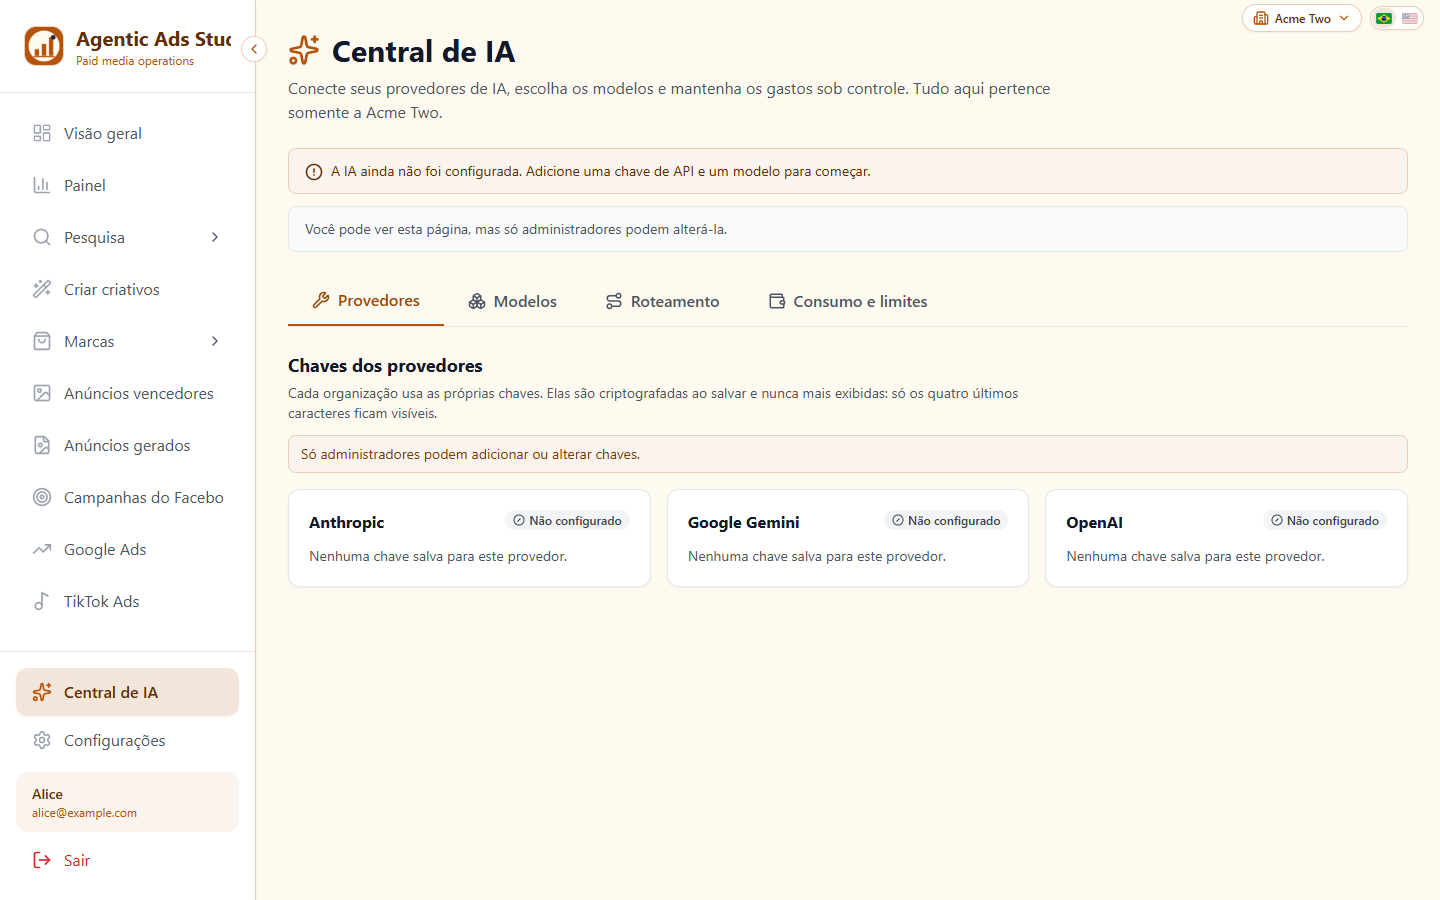 Agentic Ads Stud
Paid media operations
Visão geral
Painel
Pesquisa
Criar criativos
Marcas
Anúncios vencedores
Anúncios gerados
Campanhas do Facebo
Google Ads
TikTok Ads
Central de IA
Configurações
Alice
alice@example.com
Sair
Acme Two
Central de IA
Conecte seus provedores de IA, escolha os modelos e mantenha os gastos sob controle. Tudo aqui pertence
somente a Acme Two.
A IA ainda não foi configurada. Adicione uma chave de API e um modelo para começar.
Você pode ver esta página, mas só administradores podem alterá-la.
Provedores
Modelos
Roteamento
Consumo e limites
Chaves dos provedores
Cada organização usa as próprias chaves. Elas são criptografadas ao salvar e nunca mais exibidas: só os quatro últimos
caracteres ficam visíveis.
Só administradores podem adicionar ou alterar chaves.
Anthropic
Não configurado
Nenhuma chave salva para este provedor.
Google Gemini
Não configurado
Nenhuma chave salva para este provedor.
OpenAI
Não configurado
Nenhuma chave salva para este provedor.